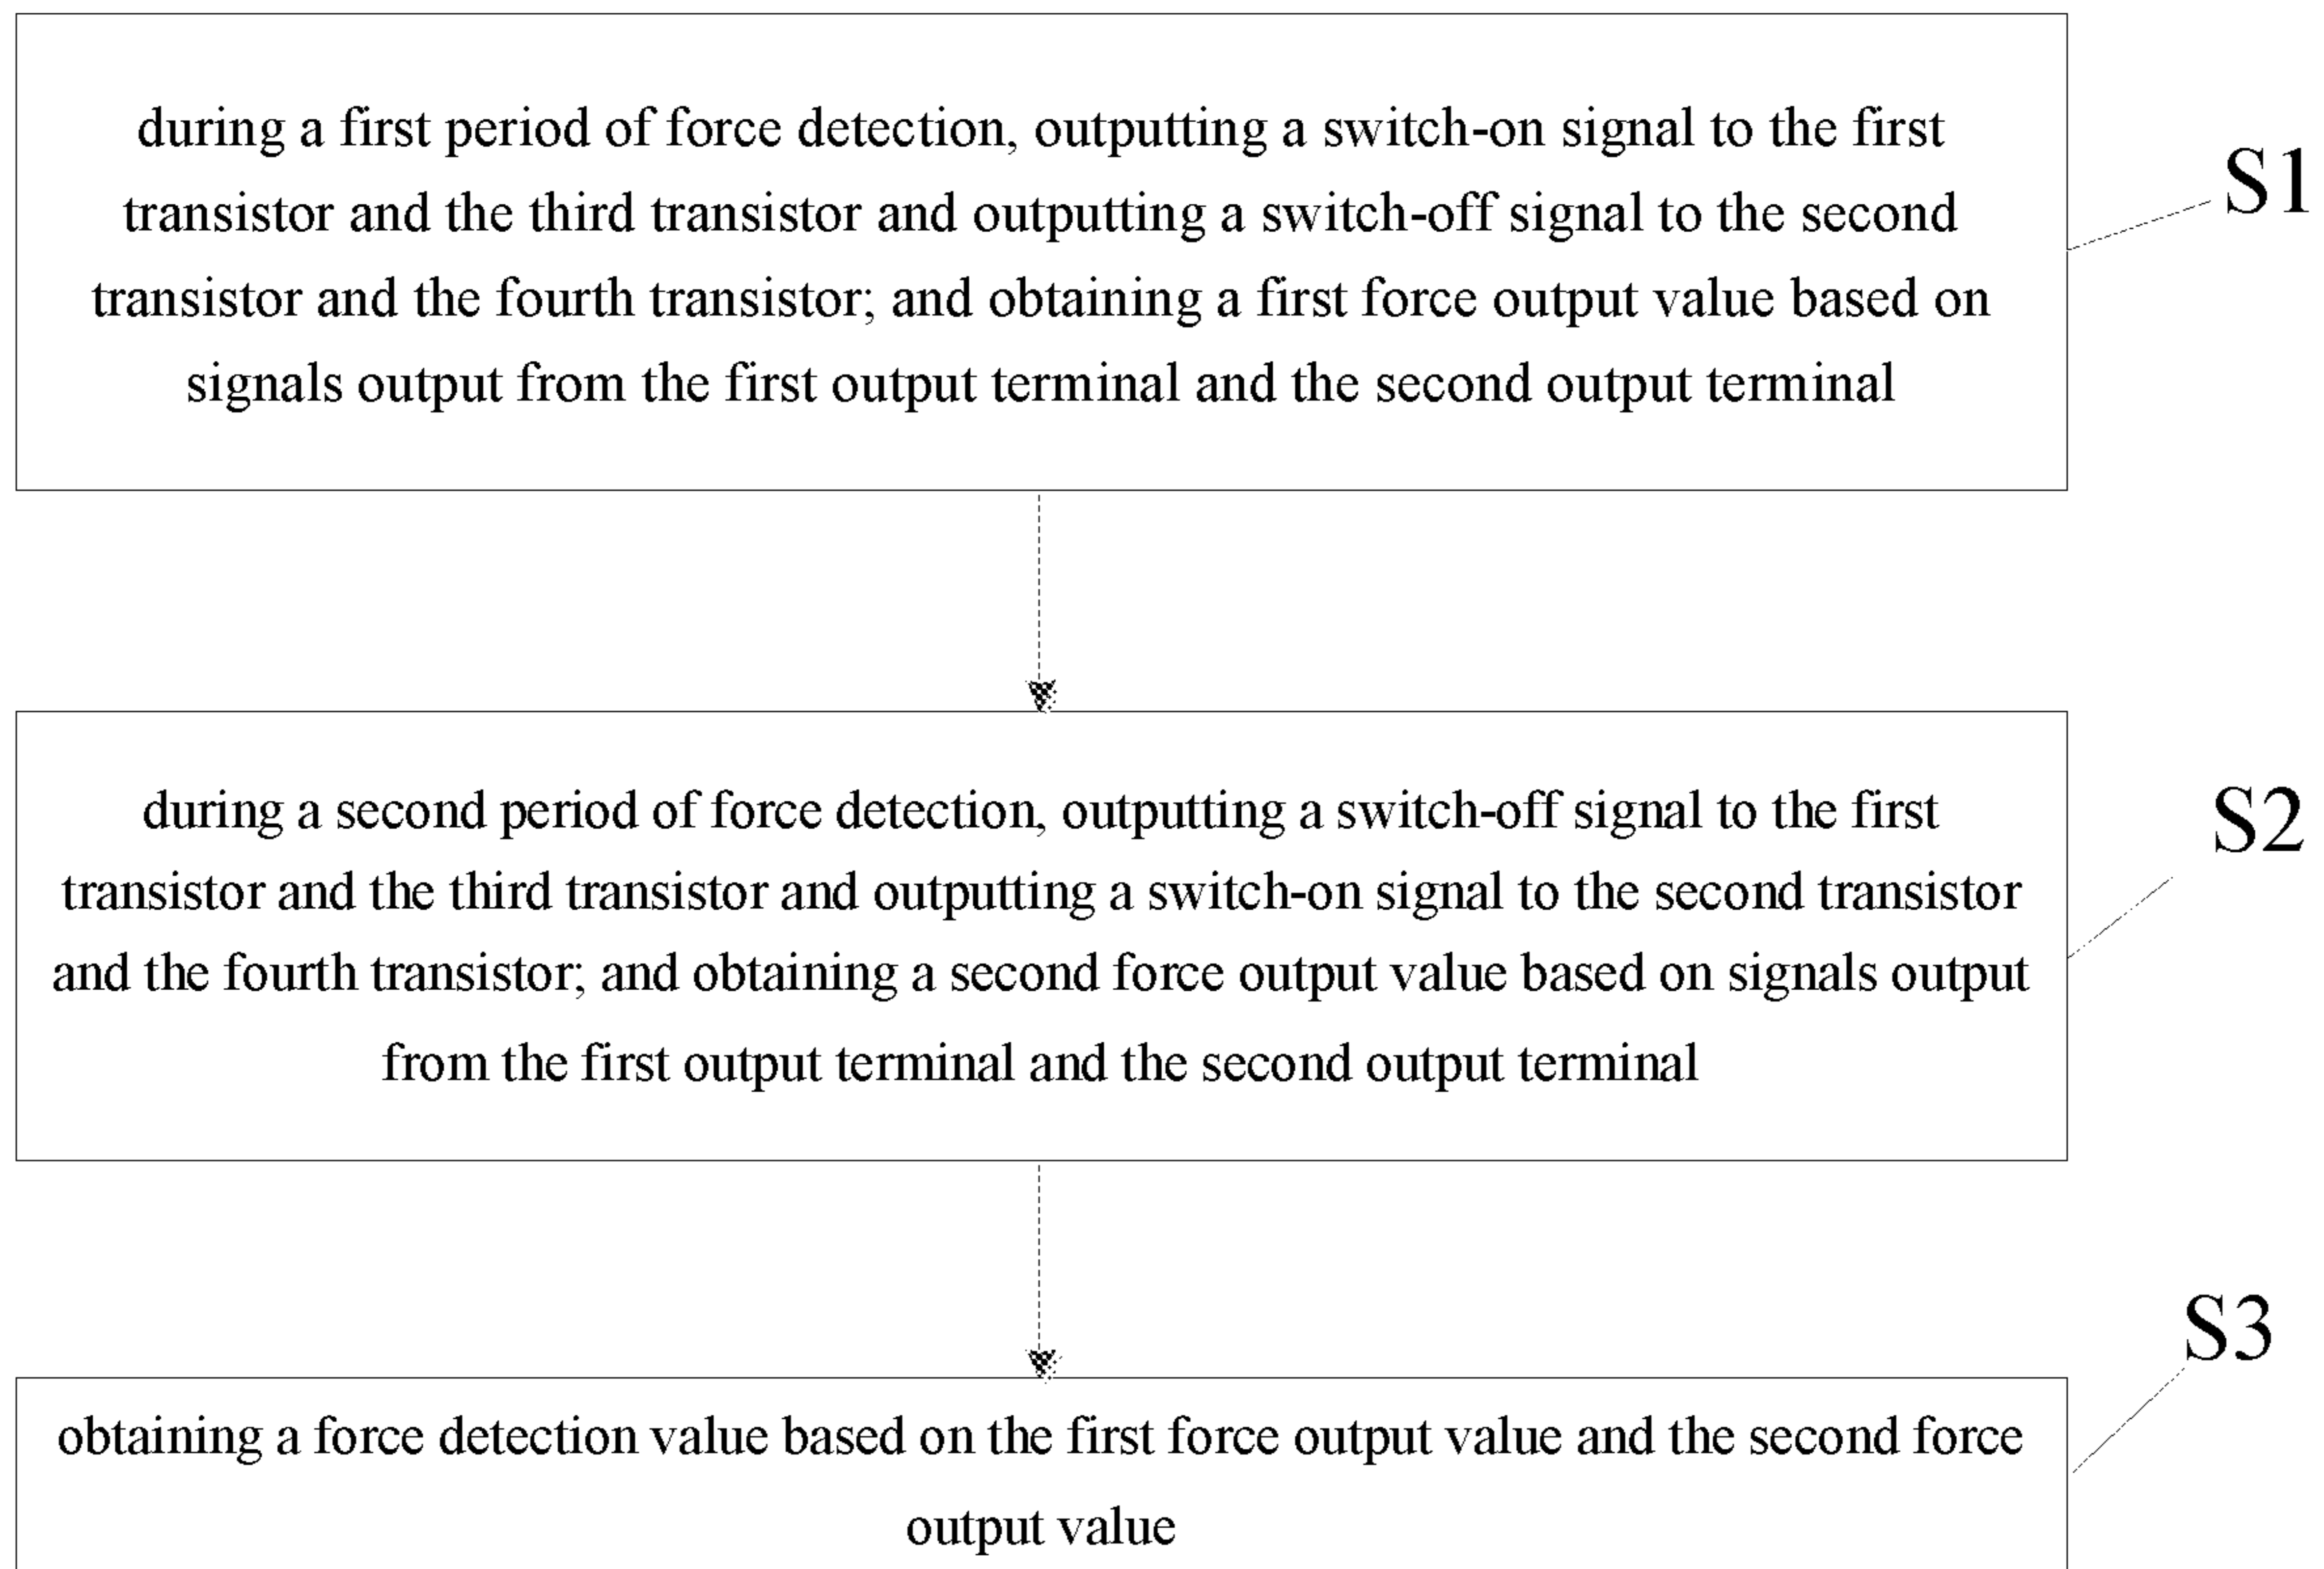 during a first period of force detection, outputting a switch-on signal to the first
transistor and the third transistor and outputting a switch-off signal to the second
transistor and the fourth transistor; and obtaining a first force output value based on
signals output from the first output terminal and the second output terminal
S1
during a second period of force detection, outputting a switch-off signal to the first
transistor and the third transistor and outputting a switch-on signal to the second transistor
and the fourth transistor; and obtaining a second force output value based on signals output
from the first output terminal and the second output terminal
S2
S3
obtaining a force detection value based on the first force output value and the second force
output value